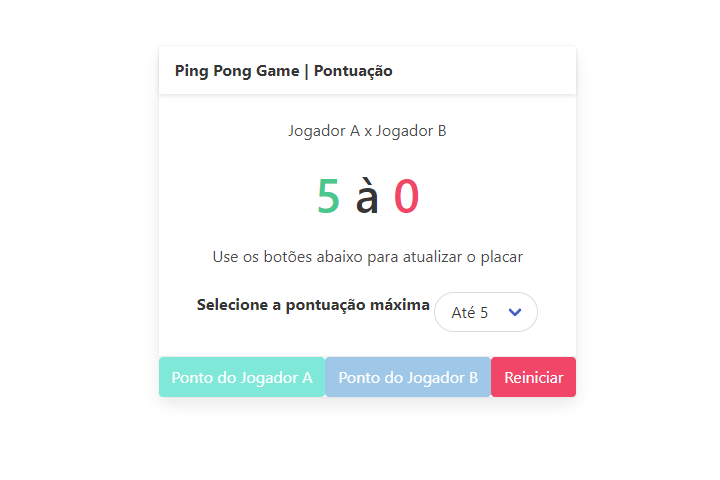 Ping Pong Game | Pontuação
Jogador A x Jogador B
5 à 0
Use os botões abaixo para atualizar o placar
Selecione a pontuação máxima Até 5
Ponto do Jogador A Ponto do Jogador B Reiniciar